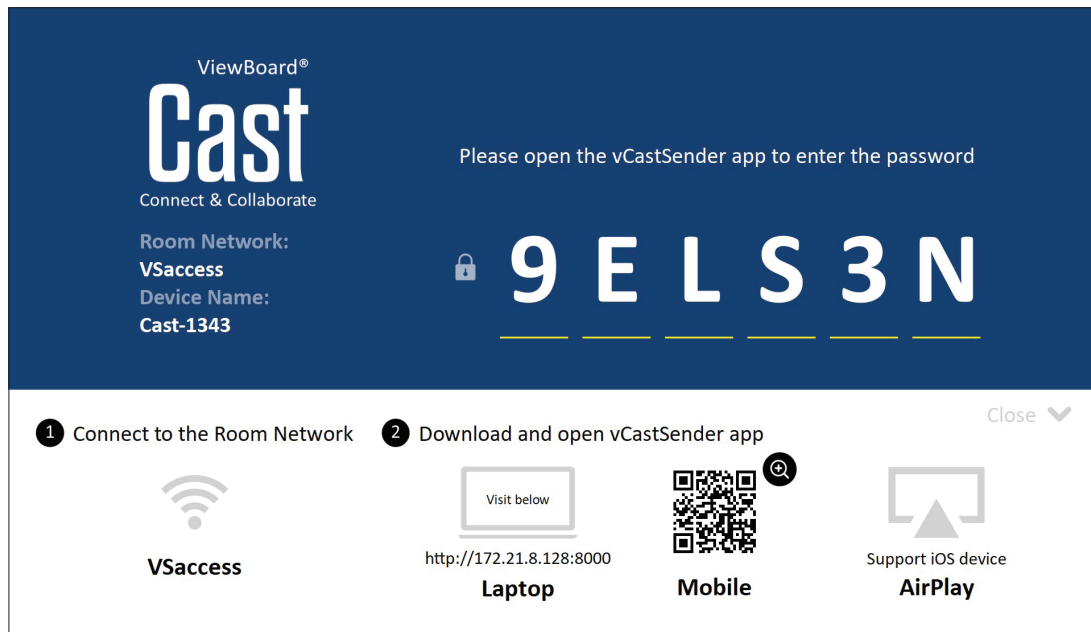 ViewBoard®
Cast
Connect & Collaborate
Room Network:
VSaccess
Device Name:
Cast-1343
Please open the vCastSender app to enter the password
9 E L S 3 N
Close
1 Connect to the Room Network
VSaccess
2 Download and open vCastSender app
Visit below
http://172.21.8.128:8000
Laptop
Mobile
Support iOS device
AirPlay